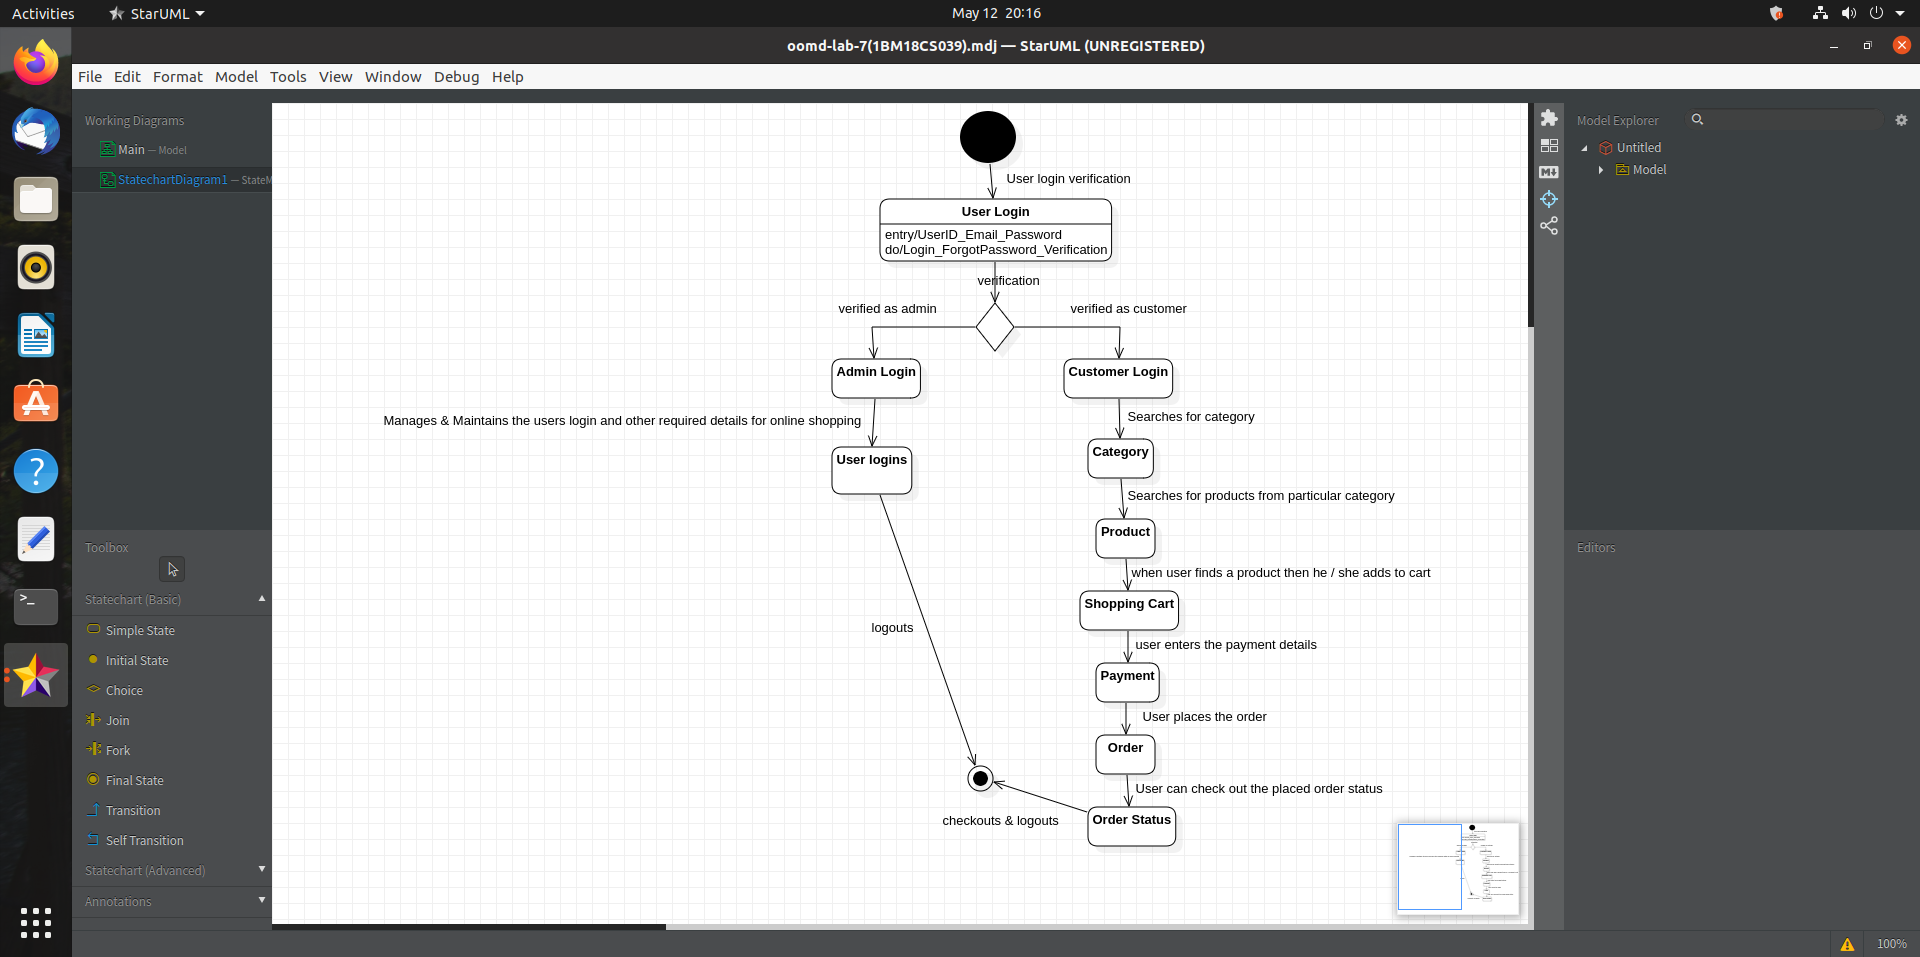 Activities
StarUML
May 12 20:16
oomd-lab-7(1BM18CS039).mdj — StarUML (UNREGISTERED)
File Edit Format Model Tools View Window Debug Help
Working Diagrams
Main — Model
StatechartDiagram1 — StateM
Toolbox
Statechart (Basic)
Simple State
Initial State
Choice
Join
Fork
Final State
Transition
Self Transition
Statechart (Advanced)
Annotations
User login verification
User Login
entry/UserID_Email_Password
do/Login_ForgotPassword_Verification
verification
verified as admin
verified as customer
Admin Login
Customer Login
Manages & Maintains the users login and other required details for online shopping
Searches for category
User logins
Category
Searches for products from particular category
Product
when user finds a product then he / she adds to cart
Shopping Cart
logouts
user enters the payment details
Payment
User places the order
Order
User can check out the placed order status
checkouts & logouts
Order Status
M
Model Explorer
Untitled
Model
Editors
100%